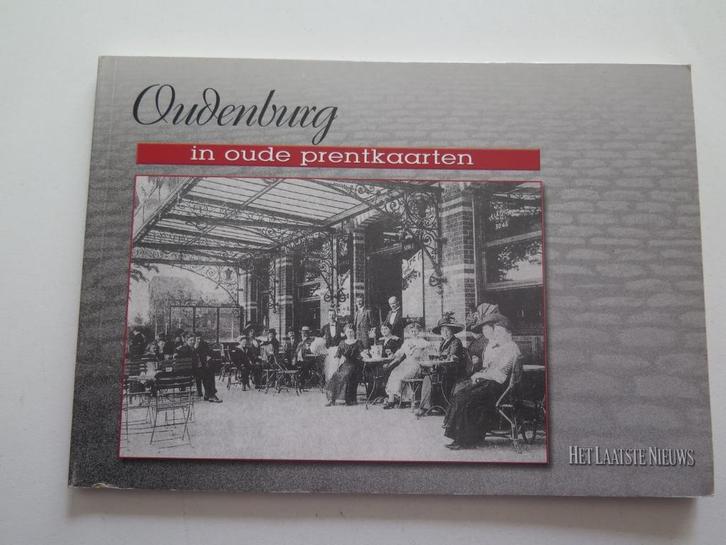 Oudenburg
in oude prentkaarten
HET LAATSTE NIEUWS